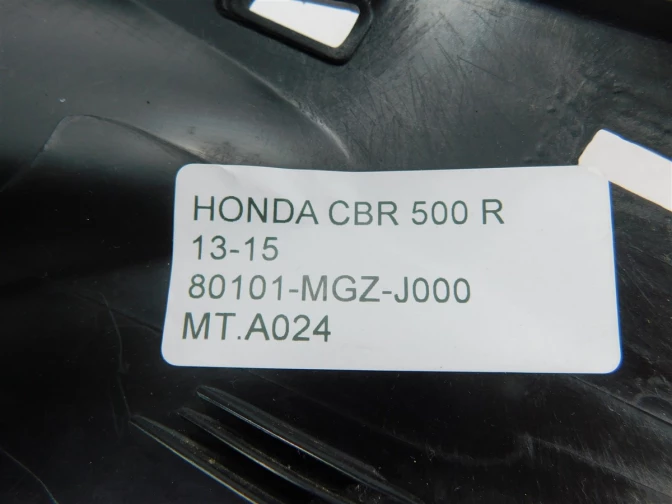 HONDA CBR 500 R
13-15
80101-MGZ-J000
MT.A024